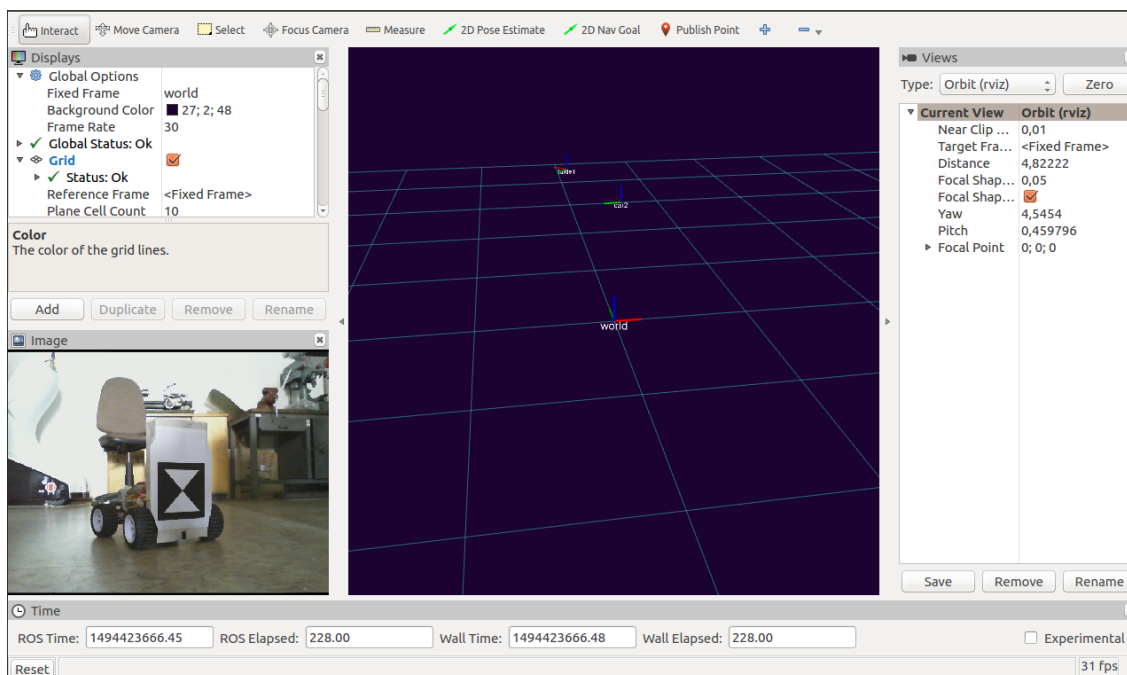 Interact Move Camera Select Focus Camera Measure 2D Pose Estimate 2D Nav Goal Publish Point
Displays
Global Options
Fixed Frame world
Background Color 27; 2; 48
Frame Rate 30
Global Status: Ok
Grid
Status: Ok
Reference Frame <Fixed Frame>
Plane Cell Count 10
Color
The color of the grid lines.
Add Duplicate Remove Rename
Image
car2
world
Views
Type: Orbit (rviz) Zero
Current View Orbit (rviz)
Near Clip ... 0,01
Target Fra... <Fixed Frame>
Distance 4,82222
Focal Shap... 0,05
Focal Shap...
Yaw 4,5454
Pitch 0,459796
Focal Point 0; 0; 0
Save Remove Rename
Time
ROS Time: 1494423666.45 ROS Elapsed: 228.00 Wall Time: 1494423666.48 Wall Elapsed: 228.00 Experimental
Reset 31 fps